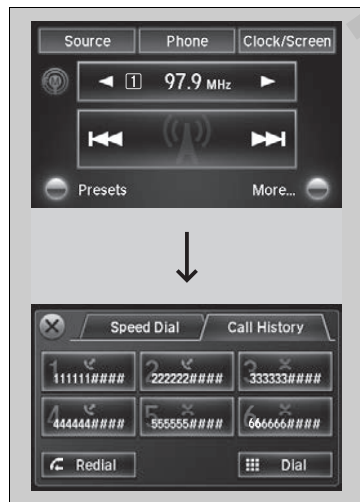 Source Phone Clock/Screen
1 97.9 MHz
Presets More...
Speed Dial Call History
1 2 3
111111#### 222222#### 333333####
4 5 6
444444#### 555555#### 666666####
Redial Dial